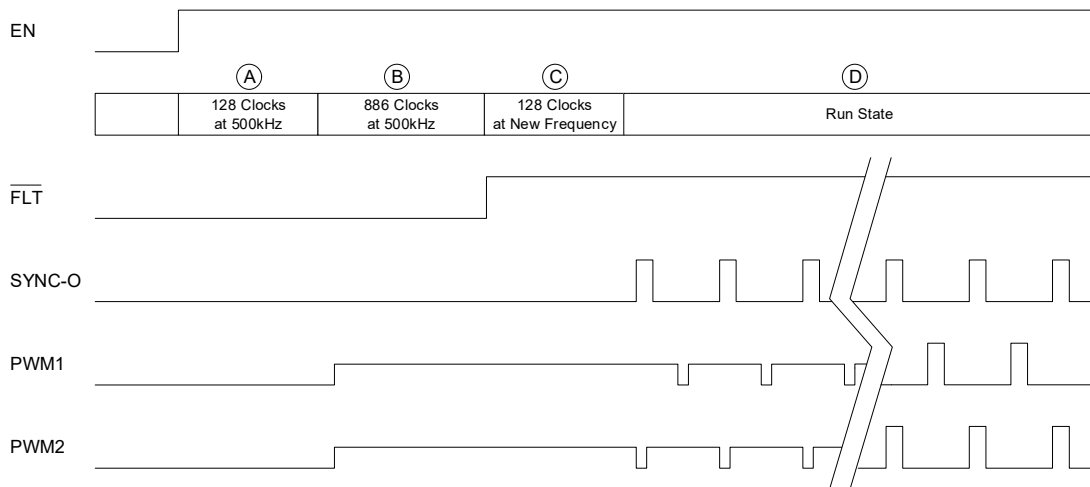 EN
A
B
C
D
128 Clocks
at 500kHz
886 Clocks
at 500kHz
128 Clocks
at New Frequency
Run State
FLT
SYNC-O
PWM1
PWM2